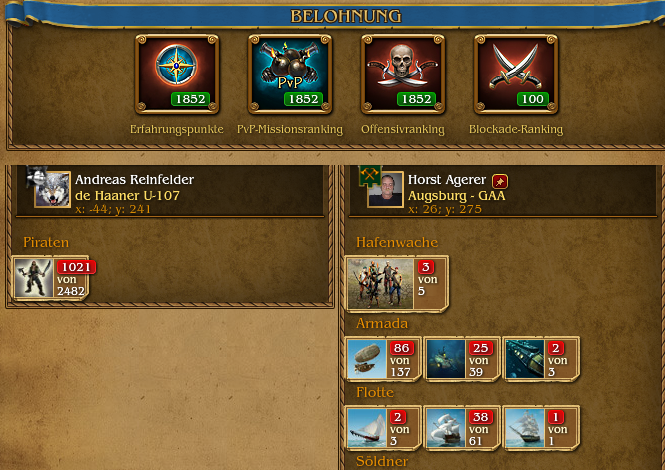 BELOHNUNG
PvP
1852 1852 1852 100
Erfahrungspunkte PvP-Missionsranking Offensivranking Blockade-Ranking
Andreas Reinfelder
de Haaner U-107
x: -44; y: 241
Piraten
1021
von
2482
Horst Agerer
Augsburg - GAA
x: 26; y: 275
Hafenwache
3
von
5
Armada
86 25 2
von von von
137 39 3
Flotte
2 38 1
von von von
3 61 1
Söldner